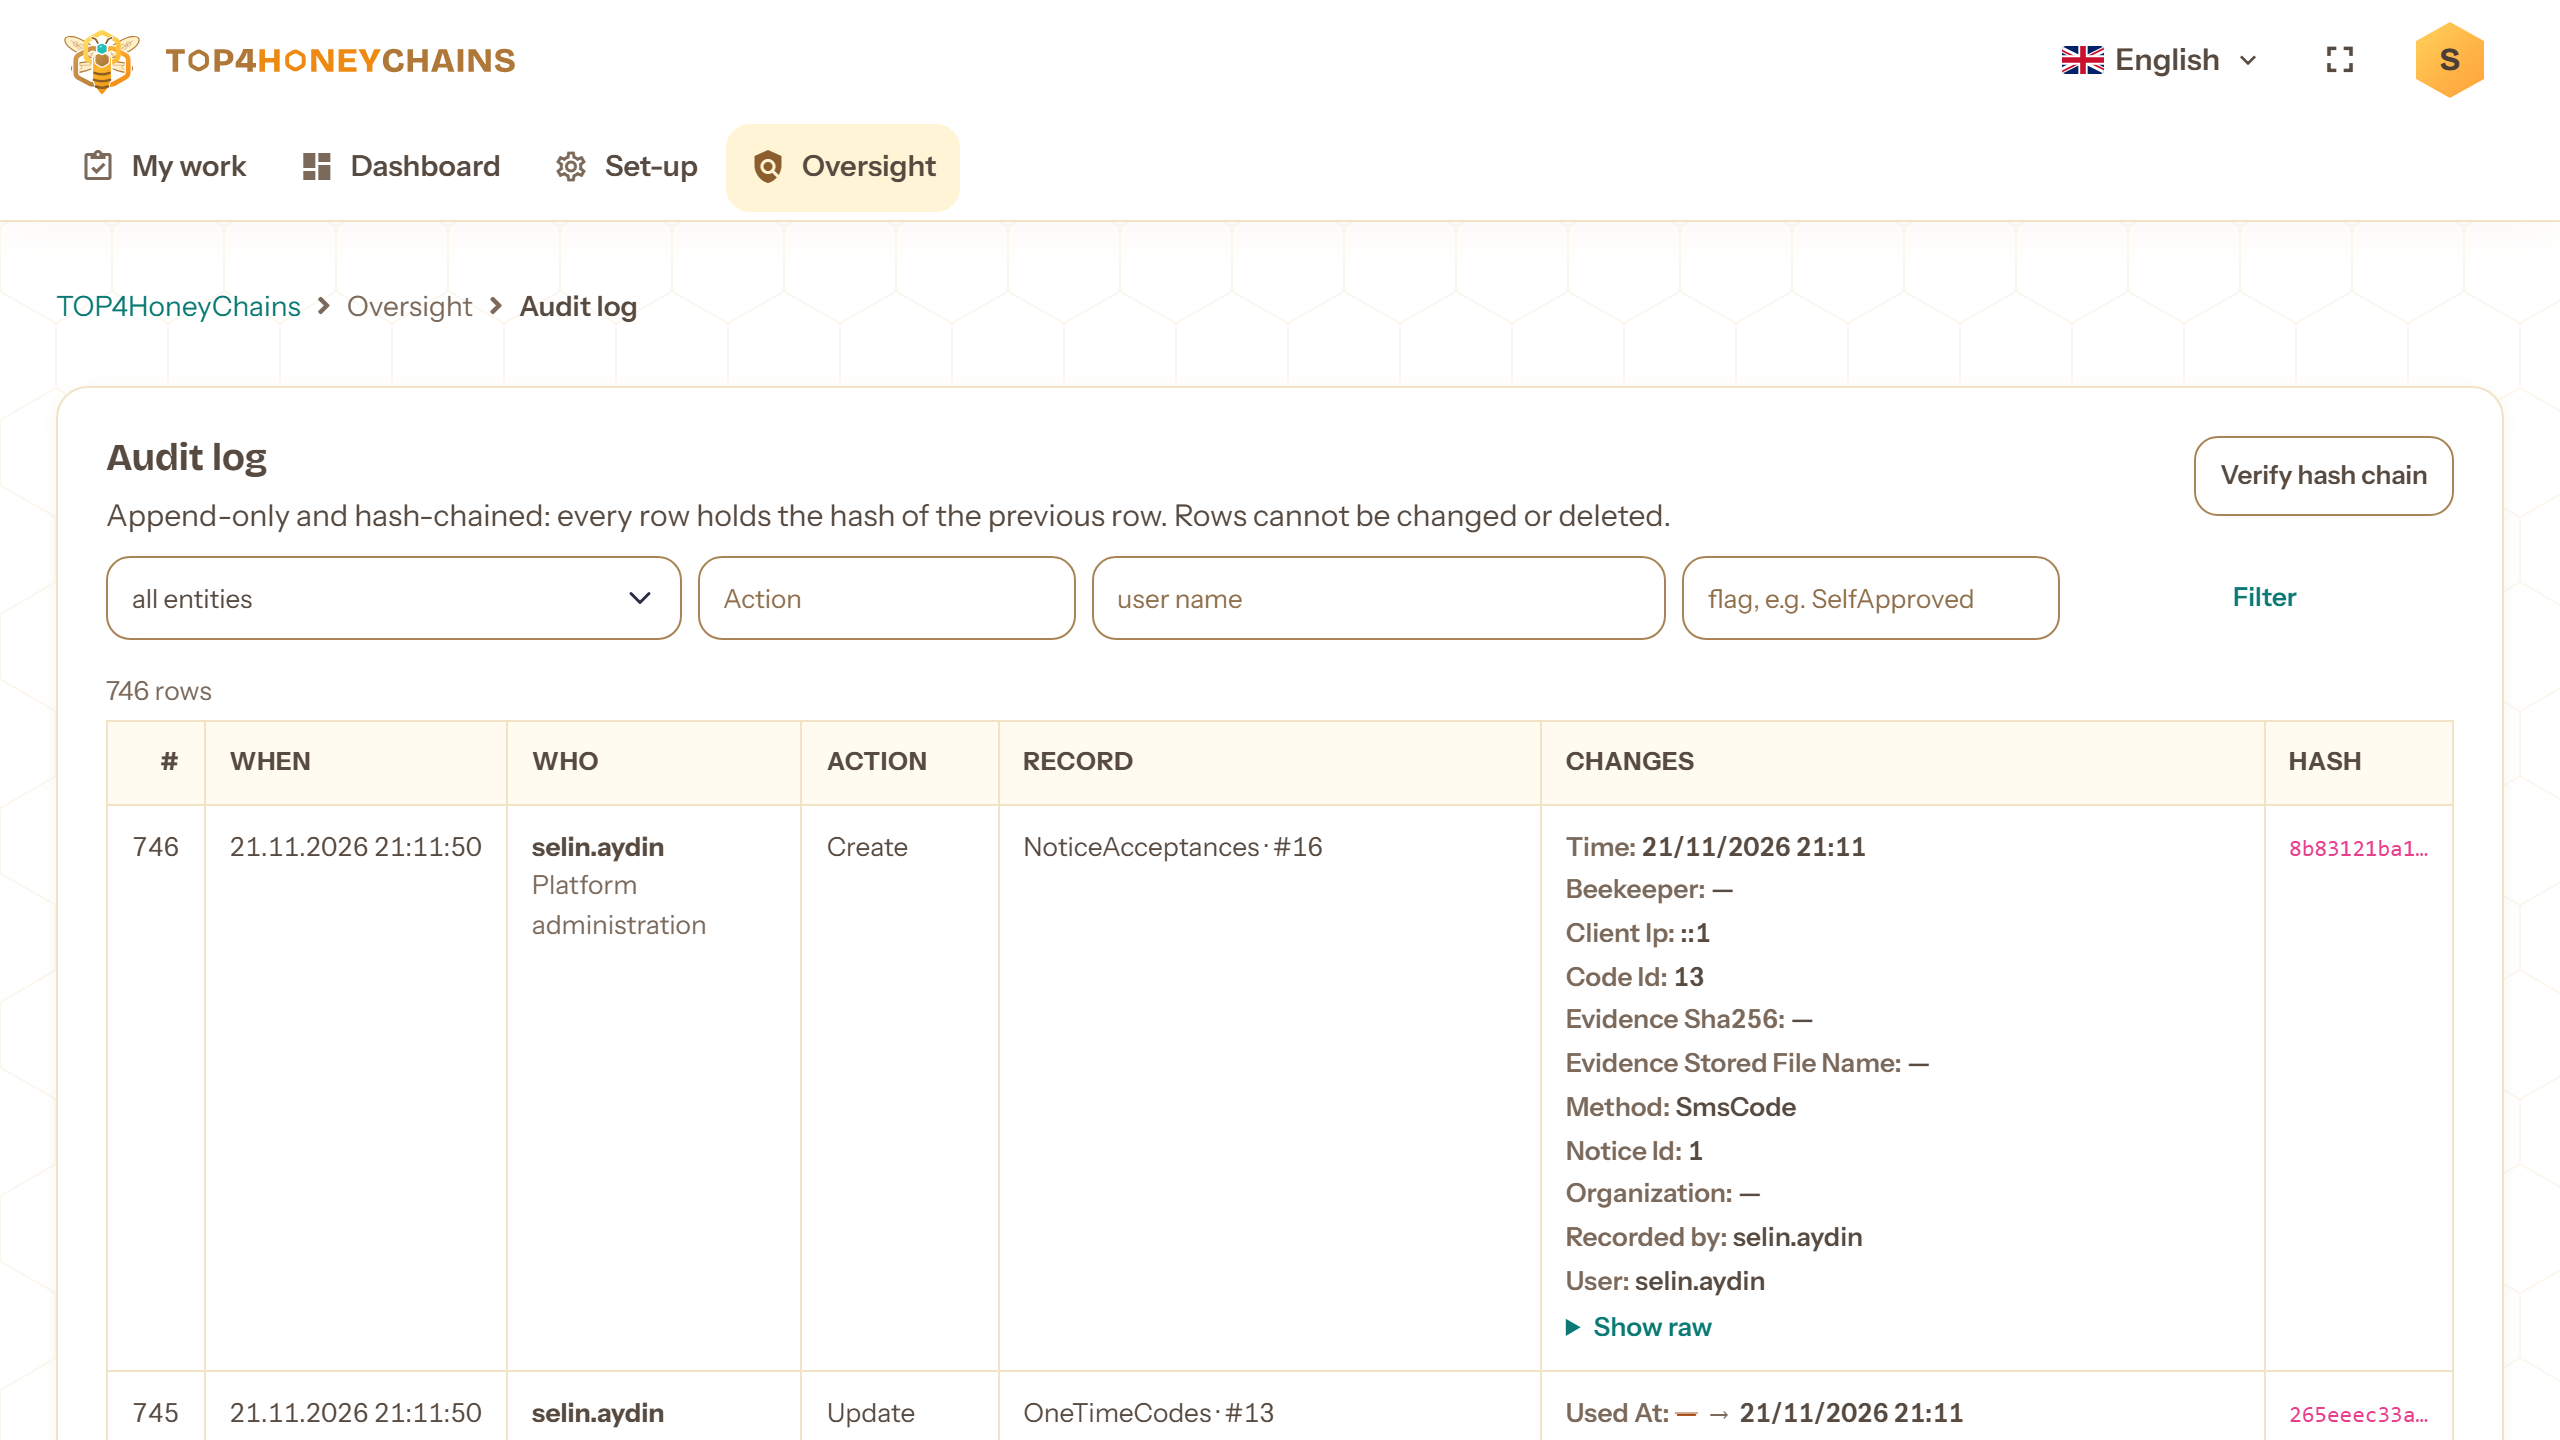 TOP4HONEYCHAINS
English
S
My work
Dashboard
Set-up
Oversight
TOP4HoneyChains > Oversight > Audit log
Audit log
Verify hash chain
Append-only and hash-chained: every row holds the hash of the previous row. Rows cannot be changed or deleted.
all entities
Action
user name
flag, e.g. SelfApproved
Filter
746 rows
# WHEN WHO ACTION RECORD CHANGES HASH
746 21.11.2026 21:11:50 selin.aydin Create NoticeAcceptances · #16 Time: 21/11/2026 21:11 8b83121ba1…
Platform
administration
Beekeeper: —
Client Ip: ::1
Code Id: 13
Evidence Sha256: —
Evidence Stored File Name: —
Method: SmsCode
Notice Id: 1
Organization: —
Recorded by: selin.aydin
User: selin.aydin
Show raw
745 21.11.2026 21:11:50 selin.aydin Update OneTimeCodes · #13 Used At: — → 21/11/2026 21:11 265eeec33a…